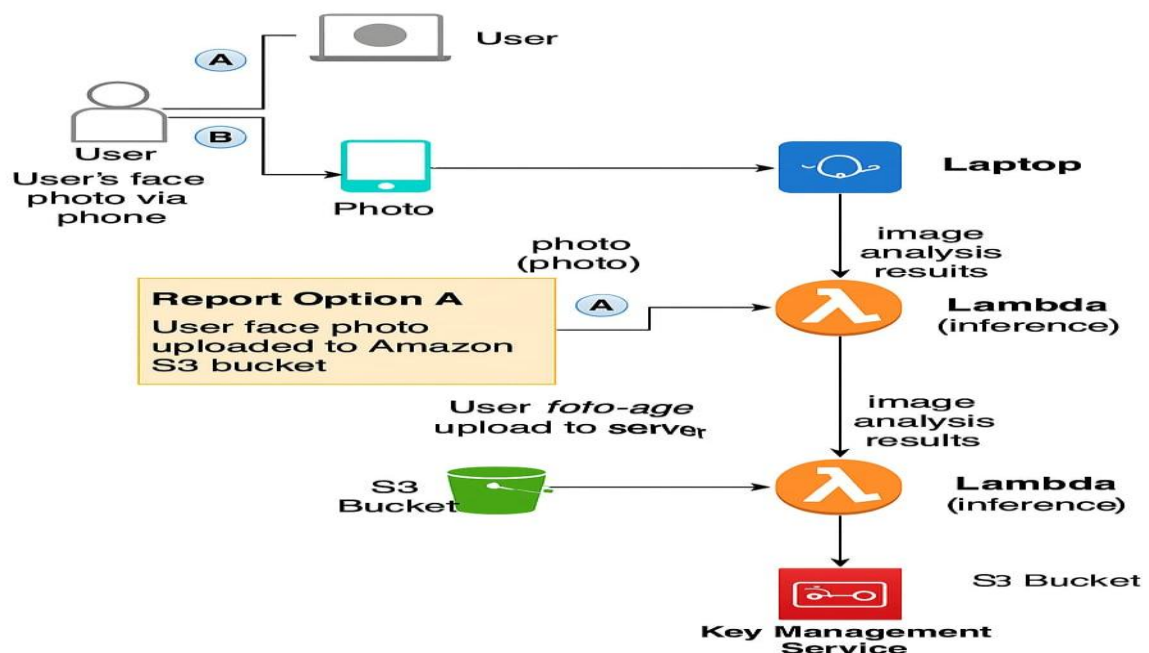 User
A
User
User's face
photo via
phone
B
Photo
Laptop
image
analysis
resuits
photo
(photo)
Report Option A
User face photo
uploaded to Amazon
S3 bucket
A
Lambda
(inference)
User foto-age
upload to server
image
analysis
results
S3
Bucket
Lambda
(inference)
S3 Bucket
Key Management
Service